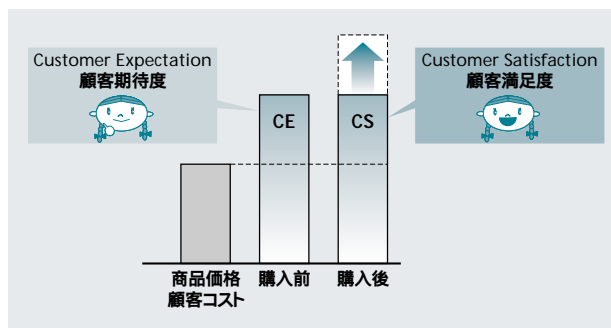 Customer Expectation
顧客期待度
Customer Satisfaction
顧客満足度
CE
CS
商品価格
顧客コスト
購入前
購入後